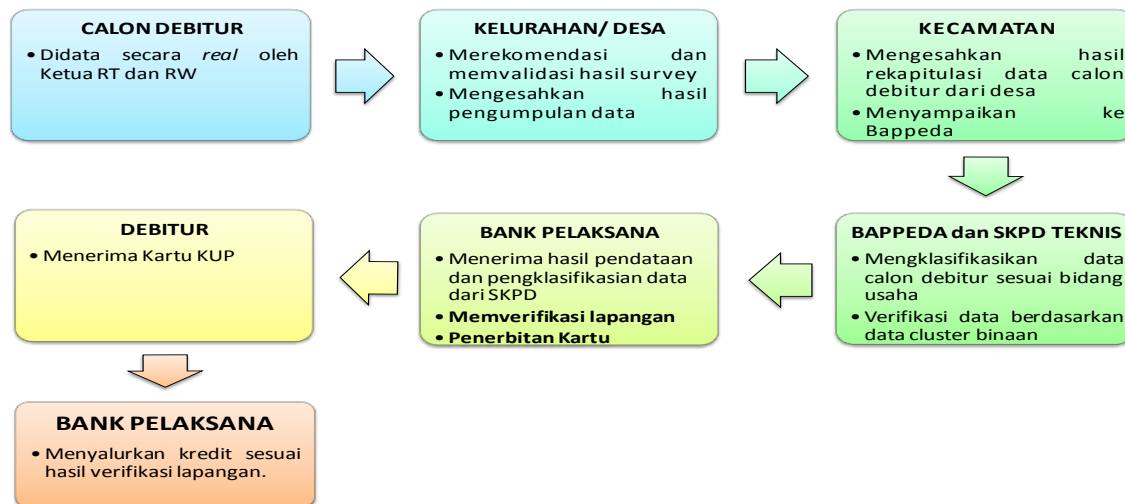 CALON DEBITUR
• Didata secara real oleh
Ketua RT dan RW
KELURAHAN/ DESA
• Merekomendasi dan
memvalidasi hasil survey
• Mengesahkan hasil
pengumpulan data
KECAMATAN
• Mengesahkan hasil
rekapitulasi data calon
debitur dari desa
• Menyampaikan ke
Bappeda
BAPPEDA dan SKPD TEKNIS
• Mengklasifikasikan data
calon debitur sesuai bidang
usaha
• Verifikasi data berdasarkan
data cluster binaan
BANK PELAKSANA
• Menerima hasil pendataan
dan pengklasifikasian data
dari SKPD
• Memverifikasi lapangan
• Penerbitan Kartu
DEBITUR
• Menerima Kartu KUP
BANK PELAKSANA
• Menyalurkan kredit sesuai
hasil verifikasi lapangan.